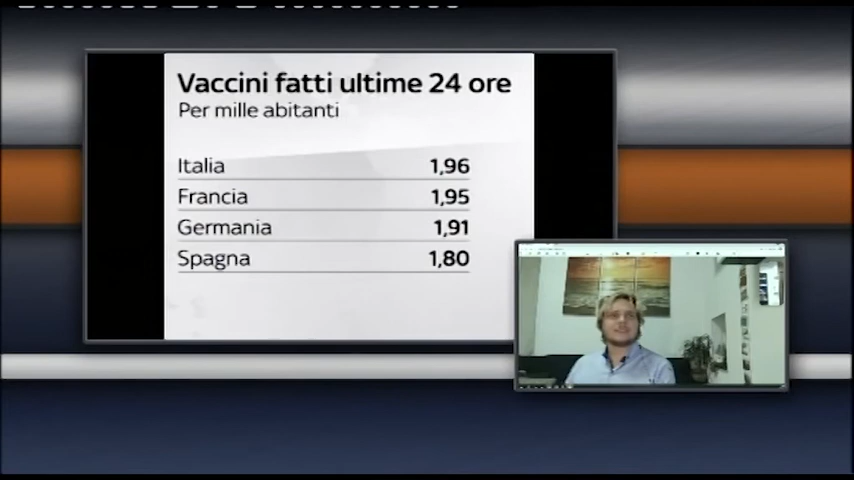 Vaccini fatti ultime 24 ore
Per mille abitanti
Italia 1,96
Francia 1,95
Germania 1,91
Spagna 1,80